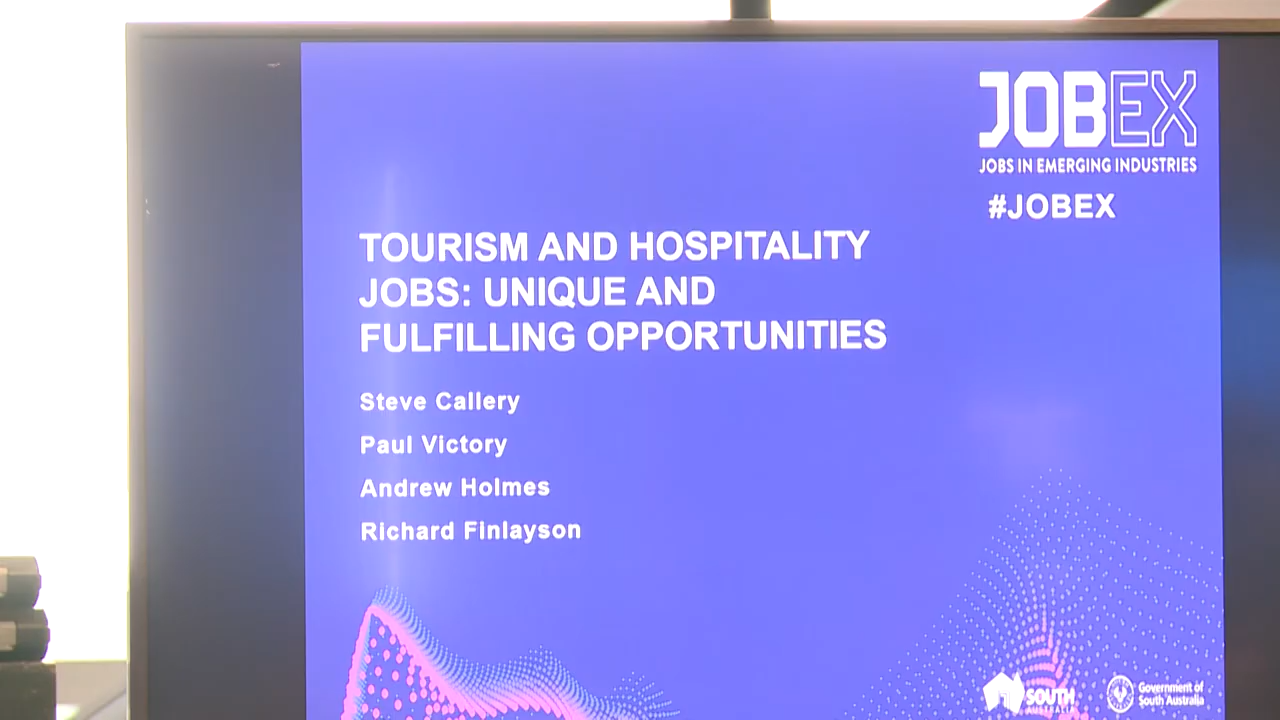 JOBEX
JOBS IN EMERGING INDUSTRIES
#JOBEX
TOURISM AND HOSPITALITY
JOBS: UNIQUE AND
FULFILLING OPPORTUNITIES
Steve Callery
Paul Victory
Andrew Holmes
Richard Finlayson
SOUTH
AUSTRALIA
Government of
South Australia